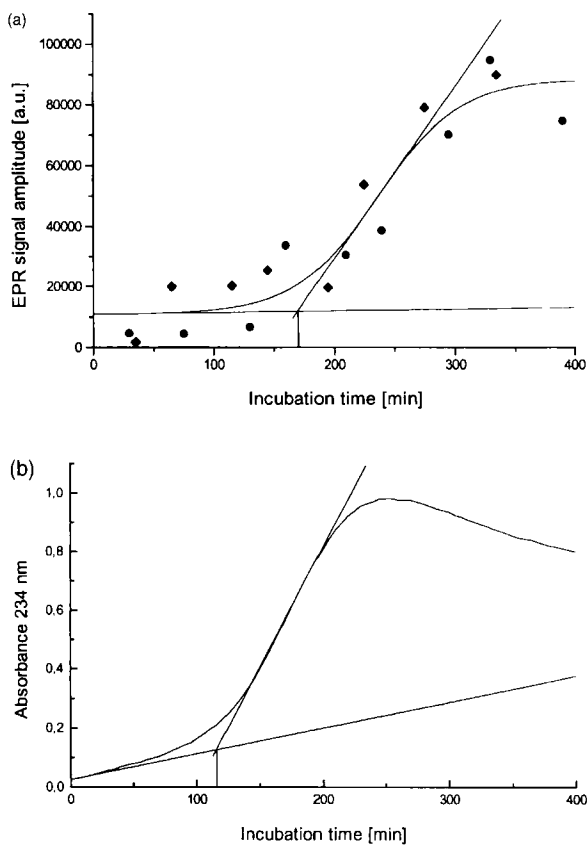 (a)
100000
80000
60000
40000
20000
0
EPR signal amplitude [a.u.]
0 100 200 300 400
Incubation time [min]
(b)
1.0
0.8
0.6
0.4
0.2
0.0
Absorbance 234 nm
0 100 200 300 400
Incubation time [min]